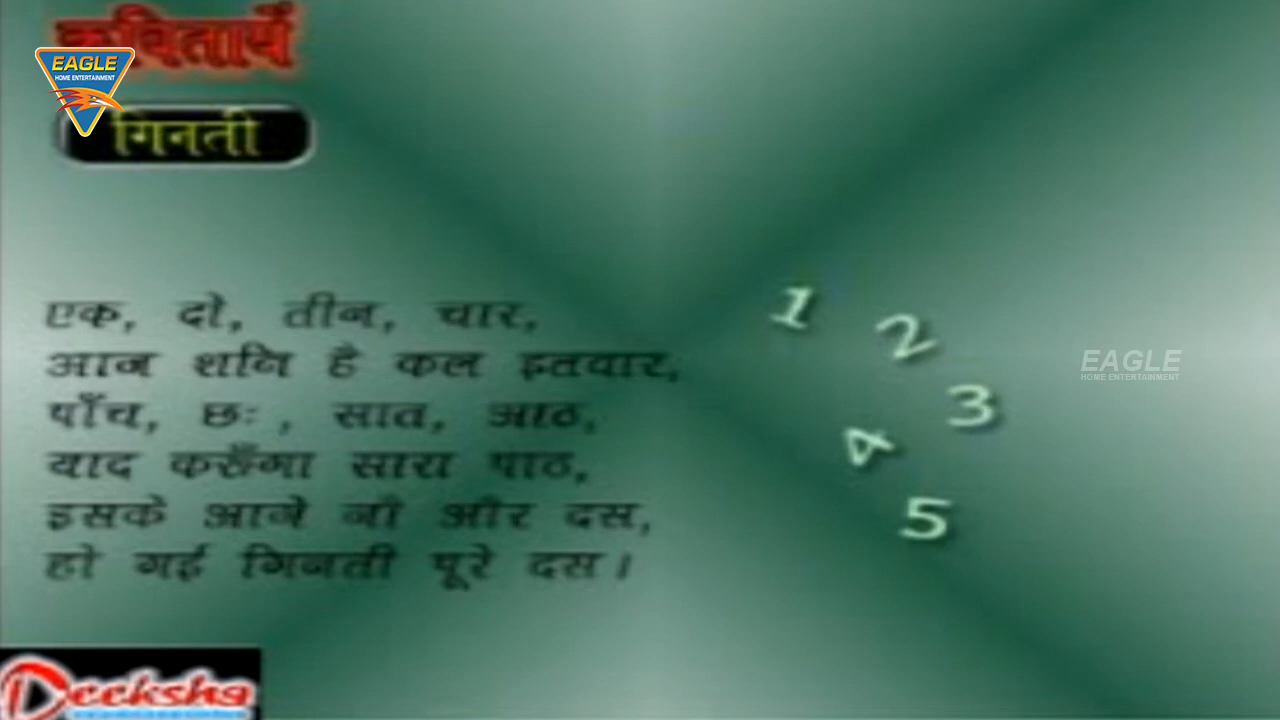 कवितायें
EAGLE
HOME ENTERTAINMENT
गिनती
एक, दो, तीन, चार,
आज शनि है कल इतवार,
पाँच, छः, सात, आठ,
याद करुँगा सारा पाठ,
इसके आगे नौ और दस,
हो गई गिनती पूरे दस।
1
2
3
4
5
EAGLE
HOME ENTERTAINMENT
Deeksha